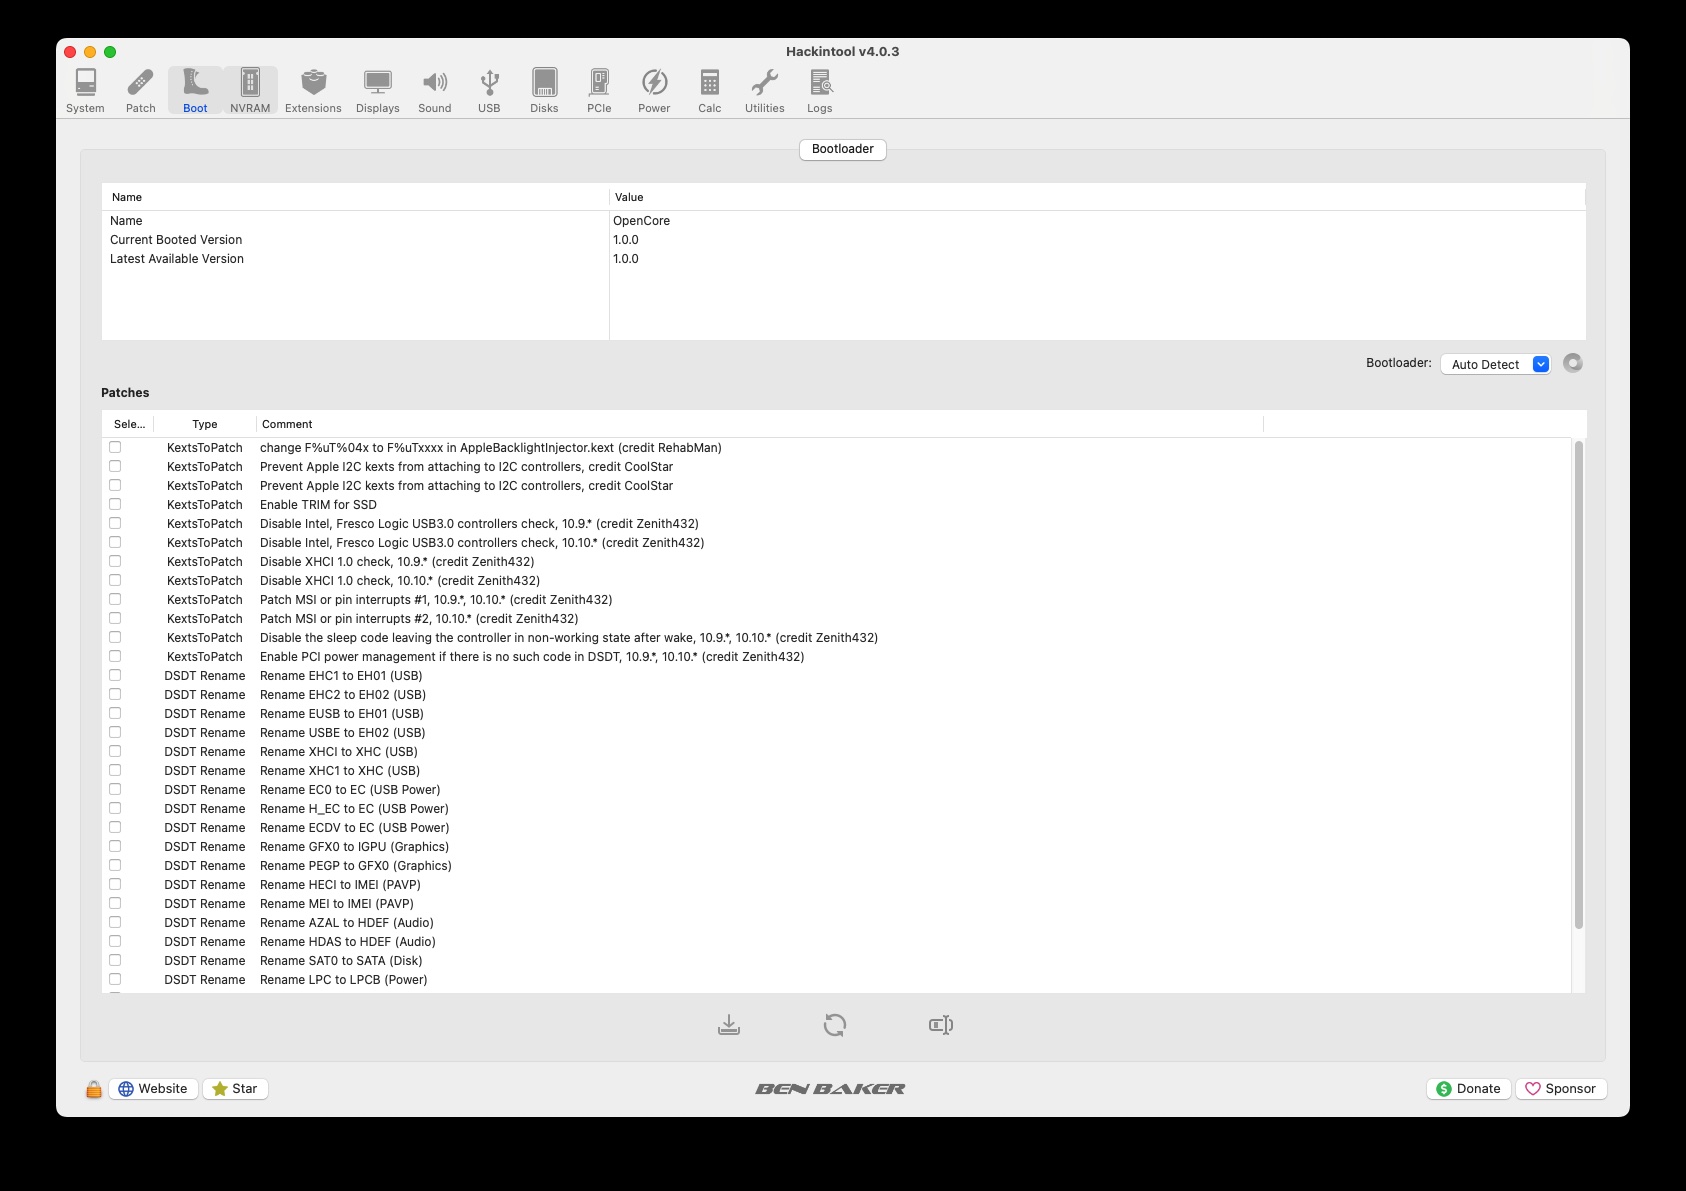 Hackintool v4.0.3
System Patch Boot NVRAM Extensions Displays Sound USB Disks PCIe Power Calc Utilities Logs
Bootloader
Name Value
Name OpenCore
Current Booted Version 1.0.0
Latest Available Version 1.0.0
Bootloader: Auto Detect
Patches
Sele... Type Comment
KextsToPatch change F%uT%04x to F%uTxxxx in AppleBacklightInjector.kext (credit RehabMan)
KextsToPatch Prevent Apple I2C kexts from attaching to I2C controllers, credit CoolStar
KextsToPatch Prevent Apple I2C kexts from attaching to I2C controllers, credit CoolStar
KextsToPatch Enable TRIM for SSD
KextsToPatch Disable Intel, Fresco Logic USB3.0 controllers check, 10.9.* (credit Zenith432)
KextsToPatch Disable Intel, Fresco Logic USB3.0 controllers check, 10.10.* (credit Zenith432)
KextsToPatch Disable XHCI 1.0 check, 10.9.* (credit Zenith432)
KextsToPatch Disable XHCI 1.0 check, 10.10.* (credit Zenith432)
KextsToPatch Patch MSI or pin interrupts #1, 10.9.*, 10.10.* (credit Zenith432)
KextsToPatch Patch MSI or pin interrupts #2, 10.10.* (credit Zenith432)
KextsToPatch Disable the sleep code leaving the controller in non-working state after wake, 10.9.*, 10.10.* (credit Zenith432)
KextsToPatch Enable PCI power management if there is no such code in DSDT, 10.9.*, 10.10.* (credit Zenith432)
DSDT Rename Rename EHC1 to EH01 (USB)
DSDT Rename Rename EHC2 to EH02 (USB)
DSDT Rename Rename EUSB to EH01 (USB)
DSDT Rename Rename USBE to EH02 (USB)
DSDT Rename Rename XHCI to XHC (USB)
DSDT Rename Rename XHC1 to XHC (USB)
DSDT Rename Rename EC0 to EC (USB Power)
DSDT Rename Rename H_EC to EC (USB Power)
DSDT Rename Rename ECDV to EC (USB Power)
DSDT Rename Rename GFX0 to IGPU (Graphics)
DSDT Rename Rename PEGP to GFX0 (Graphics)
DSDT Rename Rename HECI to IMEI (PAVP)
DSDT Rename Rename MEI to IMEI (PAVP)
DSDT Rename Rename AZAL to HDEF (Audio)
DSDT Rename Rename HDAS to HDEF (Audio)
DSDT Rename Rename SAT0 to SATA (Disk)
DSDT Rename Rename LPC to LPCB (Power)
Website Star BEN BAKER Donate Sponsor